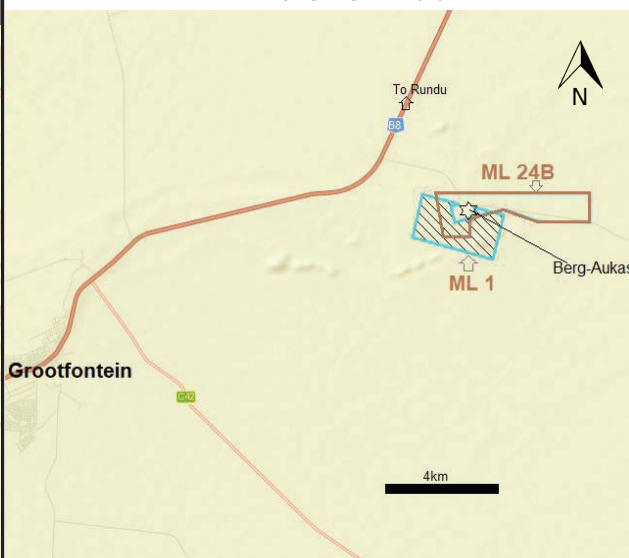 To Rundu
B8
N
ML 24B
Berg-Aukas
ML 1
Grootfontein
C42
4km